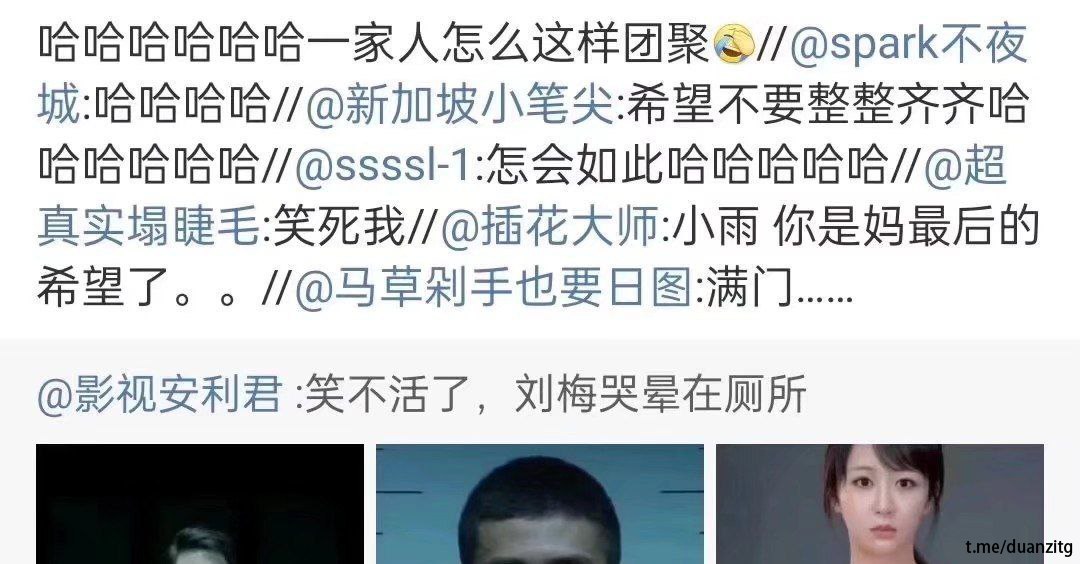 哈哈哈哈哈哈一家人怎么这样团聚🤣//@spark不夜
城:哈哈哈哈//@新加坡小笔尖:希望不要整整齐齐哈
哈哈哈哈哈//@ssssl-1:怎会如此哈哈哈哈哈//@超
真实塌睫毛:笑死我//@插花大师:小雨 你是妈最后的
希望了。。//@马草剁手也要日图:满门……
@影视安利君 :笑不活了，刘梅哭晕在厕所
t.me/duanzitg